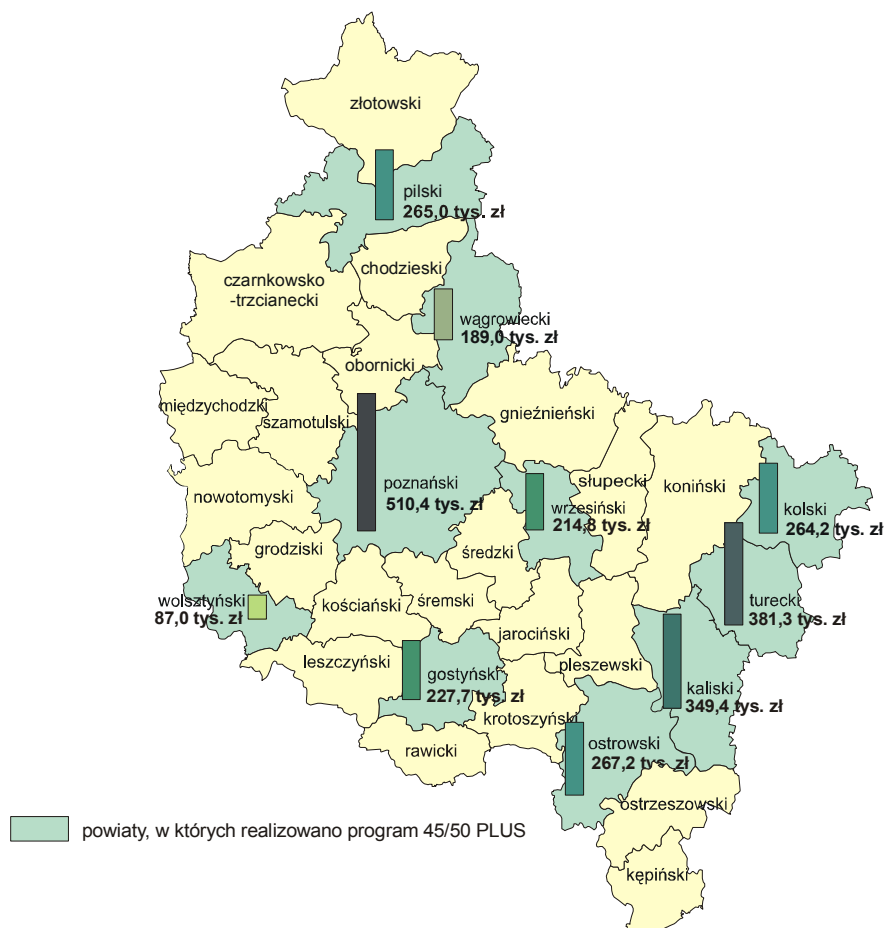 złotowski
pilski
265,0 tys. zł
chodzieski
czarnkowsko
-trzcianecki
wągrowiecki
189,0 tys. zł
obornicki
międzychodzki
szamotulski
gnieźnieński
poznański
510,4 tys. zł
nowotomyski
wrzesiński
214,8 tys. zł
słupecki
koniński
kolski
264,2 tys. zł
grodziski
średzki
wolsztyński
87,0 tys. zł
kościański
śremski
turecki
381,3 tys. zł
jarociński
leszczyński
gostyński
227,7 tys. zł
pleszewski
kaliski
349,4 tys. zł
krotoszyński
rawicki
ostrowski
267,2 tys. zł
ostrzeszowski
powiaty, w których realizowano program 45/50 PLUS
kępiński